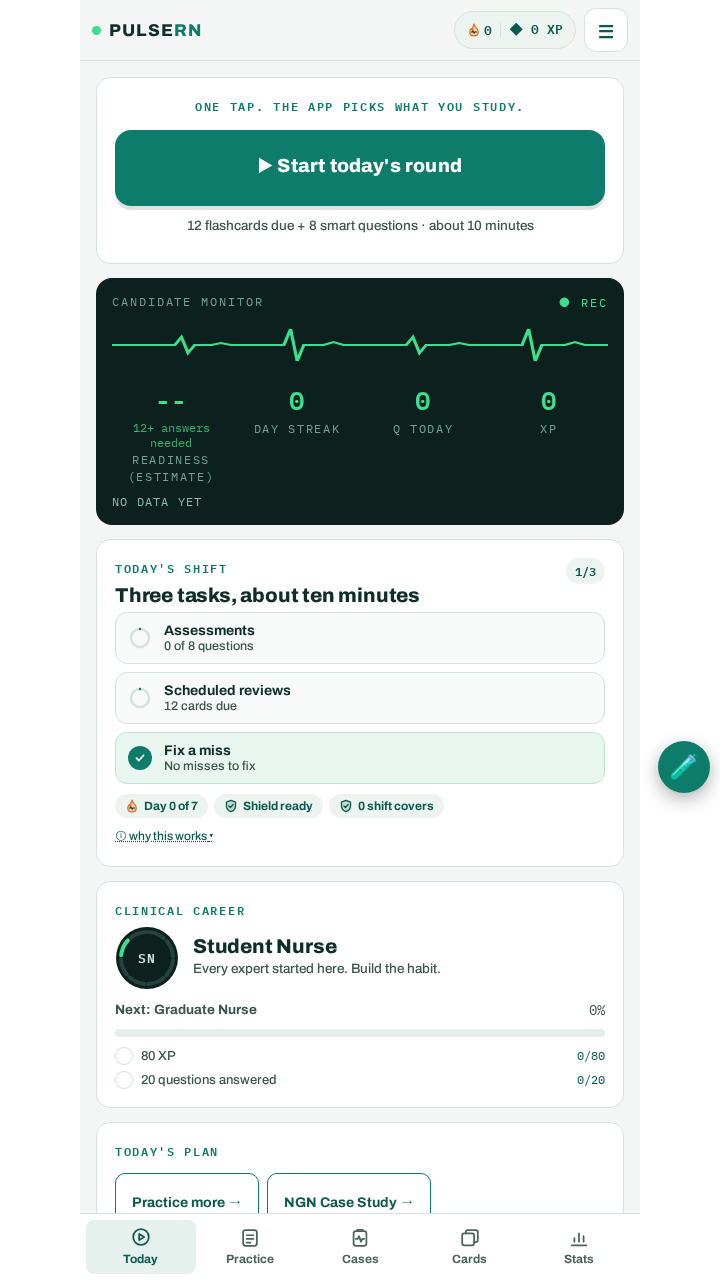 PULSERN
0
0 XP
ONE TAP. THE APP PICKS WHAT YOU STUDY.
Start today's round
12 flashcards due + 8 smart questions · about 10 minutes
CANDIDATE MONITOR
REC
--
12+ answers
needed
READINESS
(ESTIMATE)
0
DAY STREAK
0
Q TODAY
0
XP
NO DATA YET
TODAY'S SHIFT
1/3
Three tasks, about ten minutes
Assessments
0 of 8 questions
Scheduled reviews
12 cards due
Fix a miss
No misses to fix
Day 0 of 7
Shield ready
0 shift covers
ⓘ why this works ▾
CLINICAL CAREER
SN
Student Nurse
Every expert started here. Build the habit.
Next: Graduate Nurse
0%
80 XP
0/80
20 questions answered
0/20
TODAY'S PLAN
Practice more →
NGN Case Study →
Today
Practice
Cases
Cards
Stats